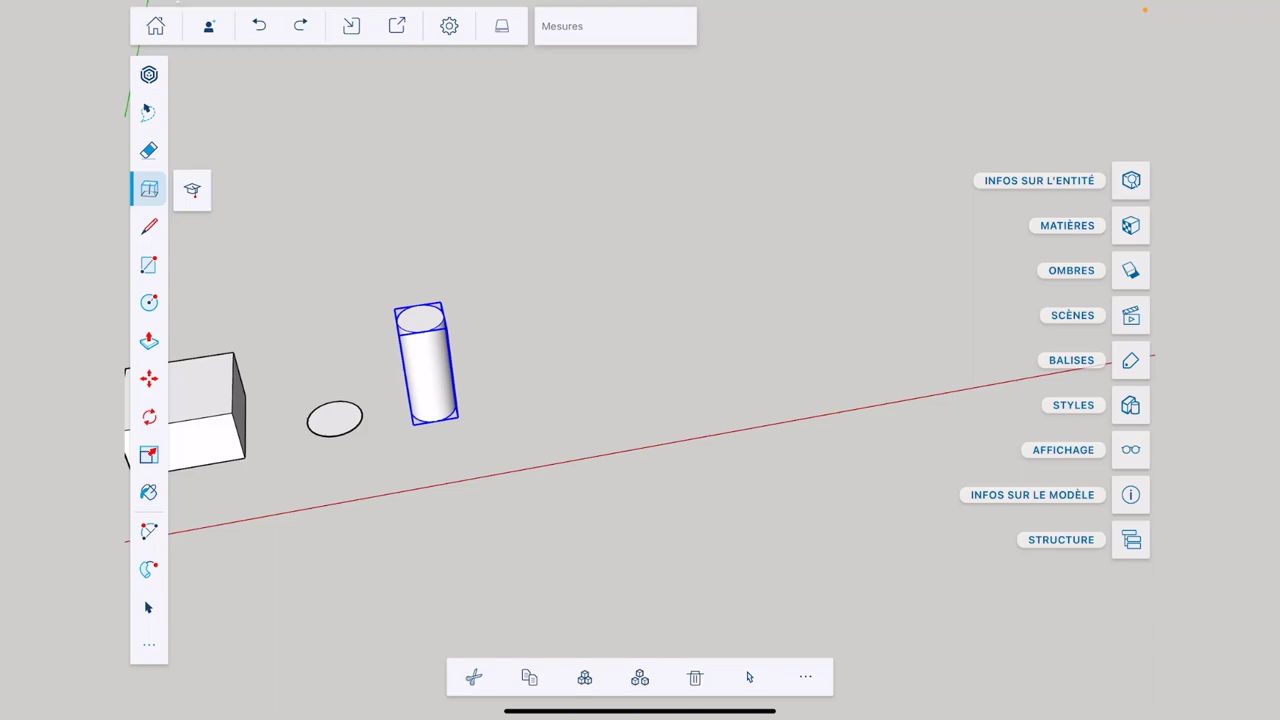 Mesures
INFOS SUR L'ENTITÉ
MATIÈRES
OMBRES
SCÈNES
BALISES
STYLES
AFFICHAGE
INFOS SUR LE MODÈLE
STRUCTURE